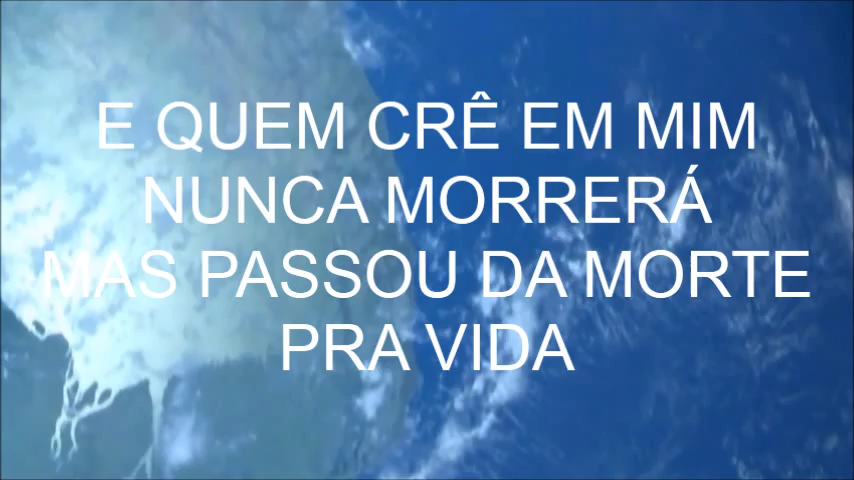 E QUEM CRÊ EM MIM
NUNCA MORRERÁ
MAS PASSOU DA MORTE
PRA VIDA